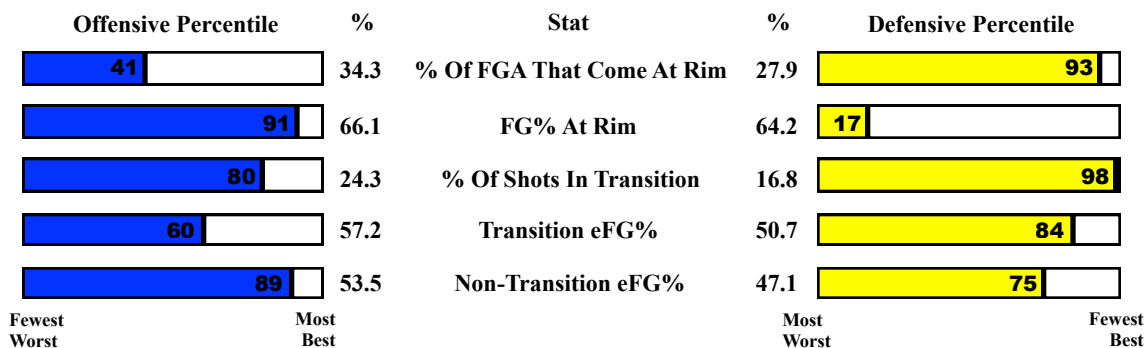 Offensive Percentile % Stat % Defensive Percentile
41 34.3 % Of FGA That Come At Rim 27.9 93
91 66.1 FG% At Rim 64.2 17
80 24.3 % Of Shots In Transition 16.8 98
60 57.2 Transition eFG% 50.7 84
89 53.5 Non-Transition eFG% 47.1 75
Fewest Most Most Fewest
Worst Best Worst Best